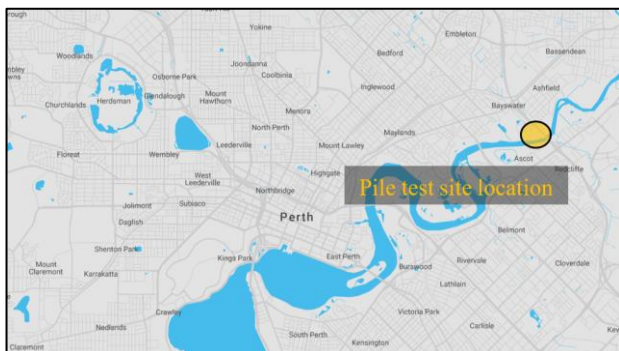 Yokine
Embleton
Woodlands
Bedford
Bassendean
Joondanna
Osborne Park
Coolbinia
Inglewood
Ashfield
Churchlands
Herdsman
Glendalough
Mount
Hawthorn
Menora
Bayswater
North Perth
Maylands
Floreat
Wembley
Leederville
Mount Lawley
Ascot
Redcliffe
West
Leederville
Highgate
Pile test site location
Jolimont
Subiaco
Northbridge
Daglish
Perth
Belmont
Shenton Park
Kings Park
East Perth
Rivervale
Mount
Claremont
Karrakatta
Burswood
Cloverdale
Lathlain
Crawley
Victoria Park
Nedlands
South Perth
Carlisle
Claremont
Kensington